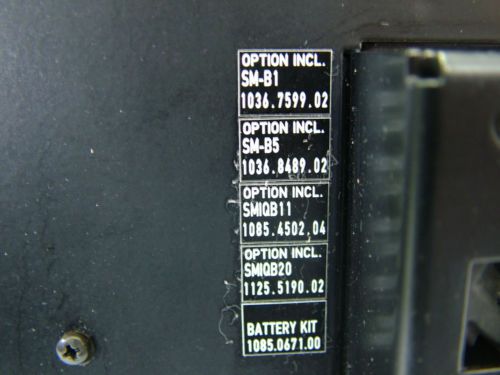 OPTION INCL.
SM-B1
1036.7599.02
OPTION INCL.
SM-B5
1036.8489.02
OPTION INCL.
SMIQB11
1085.4502.04
OPTION INCL.
SMIQB20
1125.5190.02
BATTERY KIT
1085.0671.00